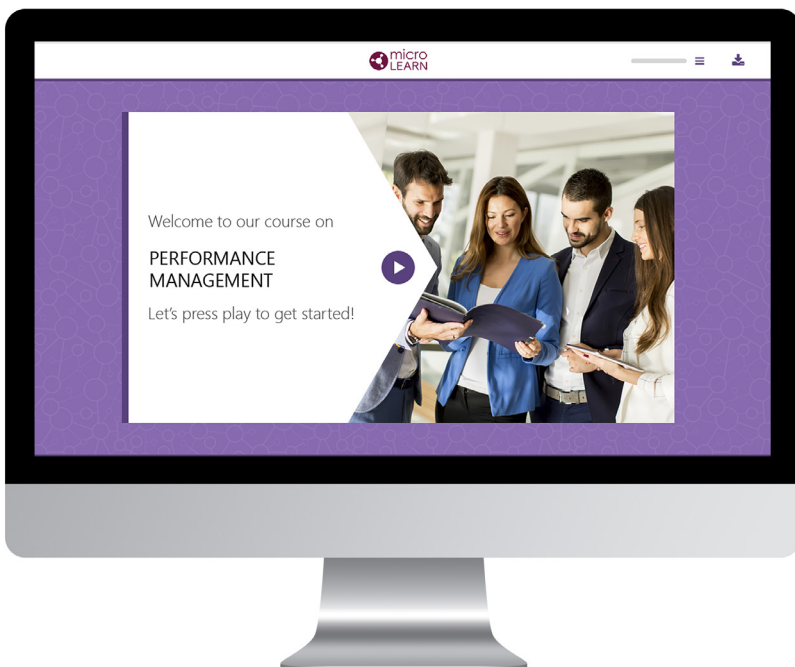 micro
LEARN
Welcome to our course on
PERFORMANCE
MANAGEMENT
Let's press play to get started!